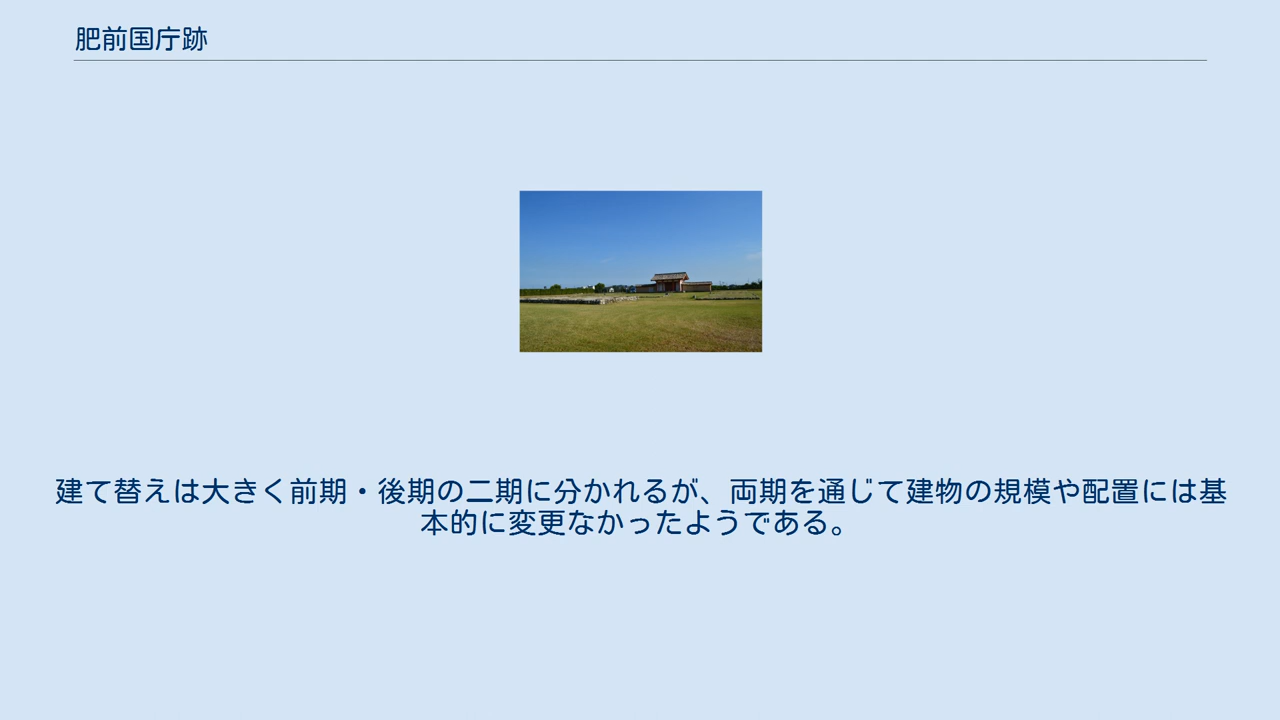 肥前国庁跡
建て替えは大きく前期・後期の二期に分かれるが、両期を通じて建物の規模や配置には基
本的に変更なかったようである。